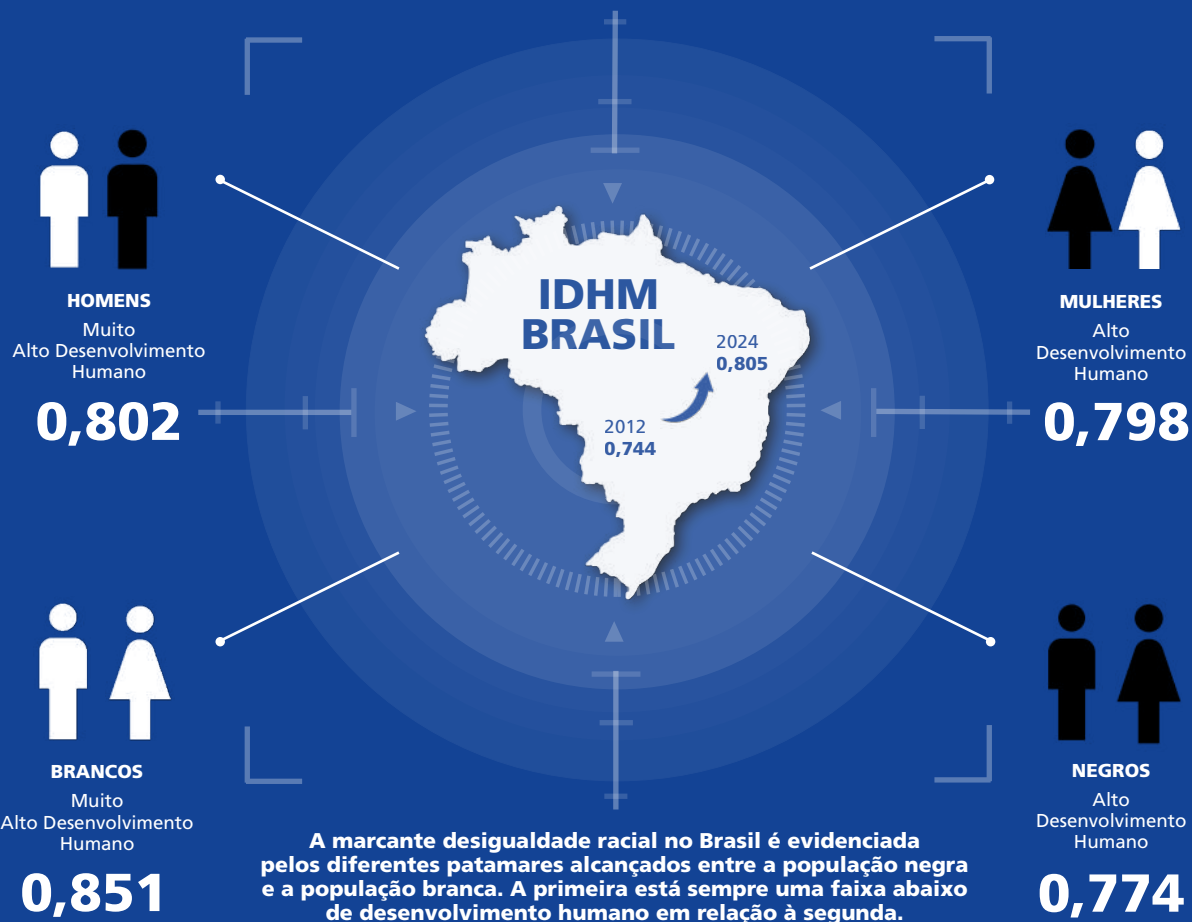 IDHM
BRASIL
2024
0,805
2012
0,744
HOMENS
Muito
Alto Desenvolvimento
Humano
0,802
MULHERES
Alto
Desenvolvimento
Humano
0,798
BRANCOS
Muito
Alto Desenvolvimento
Humano
0,851
NEGROS
Alto
Desenvolvimento
Humano
0,774
A marcante desigualdade racial no Brasil é evidenciada
pelos diferentes patamares alcançados entre a população negra
e a população branca. A primeira está sempre uma faixa abaixo
de desenvolvimento humano em relação à segunda.